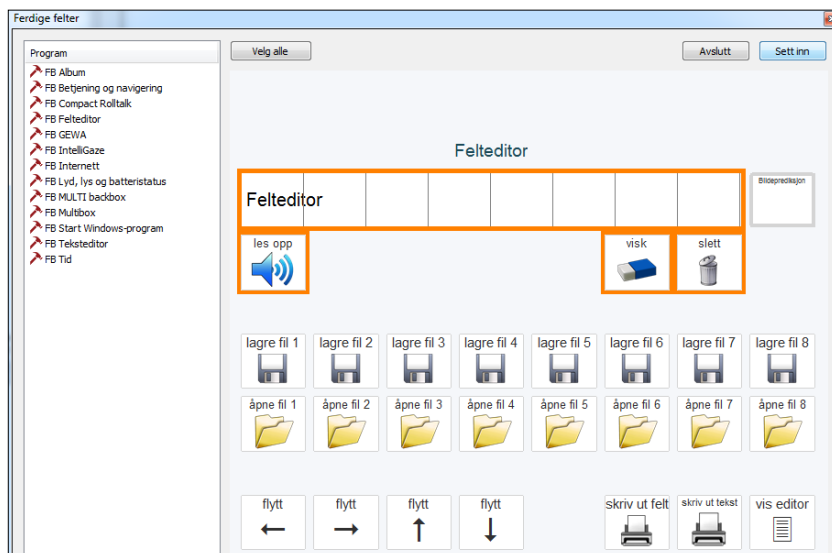 Ferdige felter
Program
FB Album
FB Betjening og navigering
FB Compact Rolltalk
FB Felteditor
FB GEWA
FB IntelliGaze
FB Internett
FB Lyd, lys og batteristatus
FB MULTI backbox
FB Multibox
FB Start Windows-program
FB Teksteditor
FB Tid
Velg alle
Avslutt
Sett inn
Felteditor
Felteditor
Bildeprediksjon
les opp
visk
slett
lagre fil 1
lagre fil 2
lagre fil 3
lagre fil 4
lagre fil 5
lagre fil 6
lagre fil 7
lagre fil 8
åpne fil 1
åpne fil 2
åpne fil 3
åpne fil 4
åpne fil 5
åpne fil 6
åpne fil 7
åpne fil 8
flytt
flytt
flytt
flytt
skriv ut felt
skriv ut tekst
vis editor